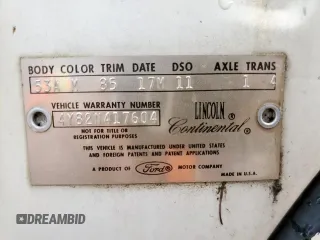 BODY COLOR TRIM DATE DSO AXLE TRANS
53A M 85 17M 11 1 4
VEHICLE WARRANTY NUMBER
4Y82N417604
NOT FOR TITLE OR
REGISTRATION PURPOSES
LINCOLN
Continental
THIS VEHICLE IS MANUFACTURED UNDER UNITED STATES
AND FOREIGN PATENTS AND PATENT APPLICATIONS
A PRODUCT OF Ford MOTOR COMPANY
MADE IN U.S.A.
DREAMBID